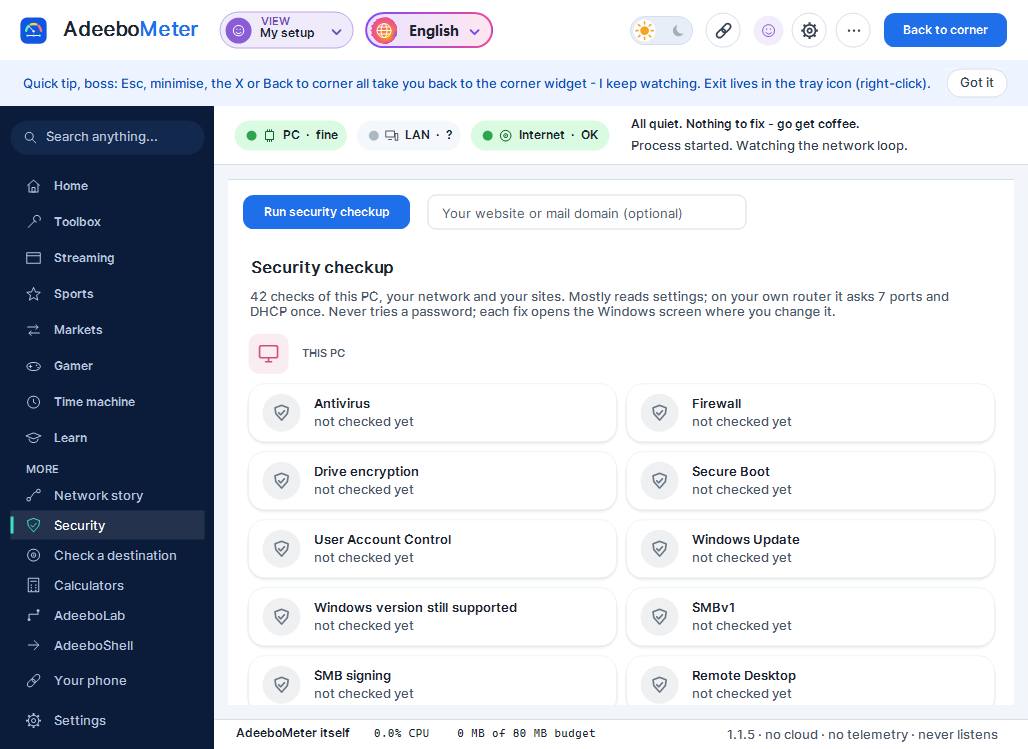 AdeeboMeter
VIEW
My setup
English
Back to corner
Quick tip, boss: Esc, minimise, the X or Back to corner all take you back to the corner widget - I keep watching. Exit lives in the tray icon (right-click).
Got it
Search anything...
Home
Toolbox
Streaming
Sports
Markets
Gamer
Time machine
Learn
MORE
Network story
Security
Check a destination
Calculators
AdeeboLab
AdeeboShell
Your phone
Settings
PC · fine
LAN · ?
Internet · OK
All quiet. Nothing to fix - go get coffee.
Process started. Watching the network loop.
Run security checkup
Your website or mail domain (optional)
Security checkup
42 checks of this PC, your network and your sites. Mostly reads settings; on your own router it asks 7 ports and
DHCP once. Never tries a password; each fix opens the Windows screen where you change it.
THIS PC
Antivirus
not checked yet
Firewall
not checked yet
Drive encryption
not checked yet
Secure Boot
not checked yet
User Account Control
not checked yet
Windows Update
not checked yet
Windows version still supported
not checked yet
SMBv1
not checked yet
SMB signing
not checked yet
Remote Desktop
not checked yet
AdeeboMeter itself
0.0% CPU
0 MB of 80 MB budget
1.1.5 · no cloud · no telemetry · never listens